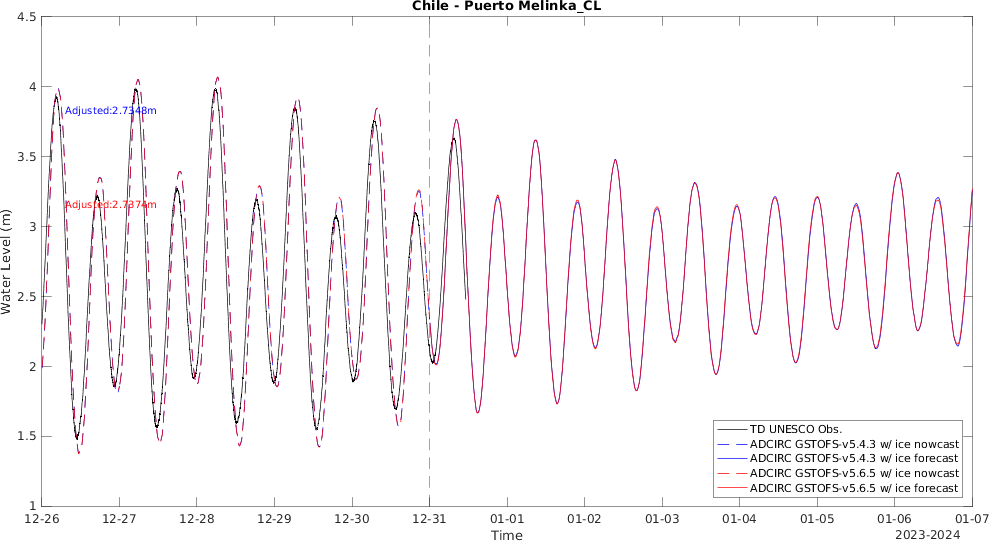 Chile - Puerto Melinka_CL
4.5
4
3.5
3
2.5
2
1.5
1
Water Level (m)
Adjusted:2.7348m
Adjusted:2.7374m
TD UNESCO Obs.
ADCIRC GSTOFS-v5.4.3 w/ ice nowcast
ADCIRC GSTOFS-v5.4.3 w/ ice forecast
ADCIRC GSTOFS-v5.6.5 w/ ice nowcast
ADCIRC GSTOFS-v5.6.5 w/ ice forecast
12-26 12-27 12-28 12-29 12-30 12-31 01-01 01-02 01-03 01-04 01-05 01-06 01-07
Time
2023-2024